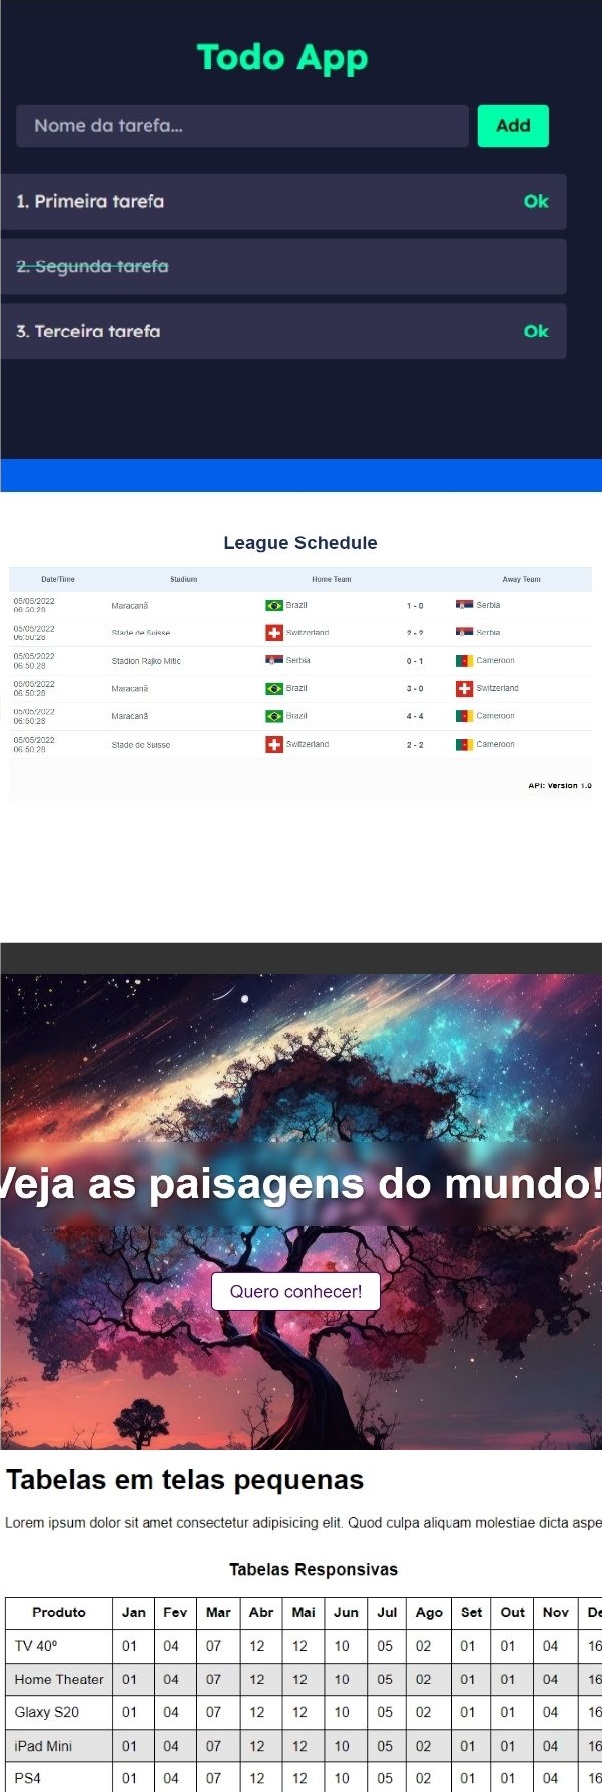 Todo App
Nome da tarefa... Add
1. Primeira tarefa Ok
2. Segunda tarefa
3. Terceira tarefa Ok
League Schedule
Date/Time Stadium Home Team Away Team
05/05/2022 06:50:28 Maracanã Brazil 1 - 0 Serbia
05/05/2022 06:50:28 Stade de Suisse Switzerland 2 - 2 Serbia
05/05/2022 06:50:28 Stadion Rajko Mitic Serbia 0 - 1 Cameroon
05/05/2022 06:50:28 Maracanã Brazil 3 - 0 Switzerland
05/05/2022 06:50:28 Maracanã Brazil 4 - 4 Cameroon
05/05/2022 06:50:28 Stade de Suisse Switzerland 2 - 2 Cameroon
API: Version 1.0
Veja as paisagens do mundo!
Quero conhecer!
Tabelas em telas pequenas
Lorem ipsum dolor sit amet consectetur adipisicing elit. Quod culpa aliquam molestiae dicta aspe
Tabelas Responsivas
Produto Jan Fev Mar Abr Mai Jun Jul Ago Set Out Nov De
TV 40º 01 04 07 12 12 10 05 02 01 01 04 16
Home Theater 01 04 07 12 12 10 05 02 01 01 04 16
Glaxy S20 01 04 07 12 12 10 05 02 01 01 04 16
iPad Mini 01 04 07 12 12 10 05 02 01 01 04 16
PS4 01 04 07 12 12 10 05 02 01 01 04 16